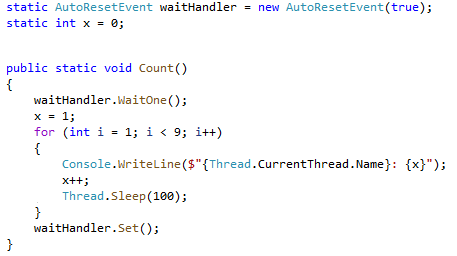 static AutoResetEvent waitHandler = new AutoResetEvent(true);
static int x = 0;
public static void Count()
{
    waitHandler.WaitOne();
    x = 1;
    for (int i = 1; i < 9; i++)
    {
        Console.WriteLine($"{Thread.CurrentThread.Name}: {x}");
        x++;
        Thread.Sleep(100);
    }
    waitHandler.Set();
}